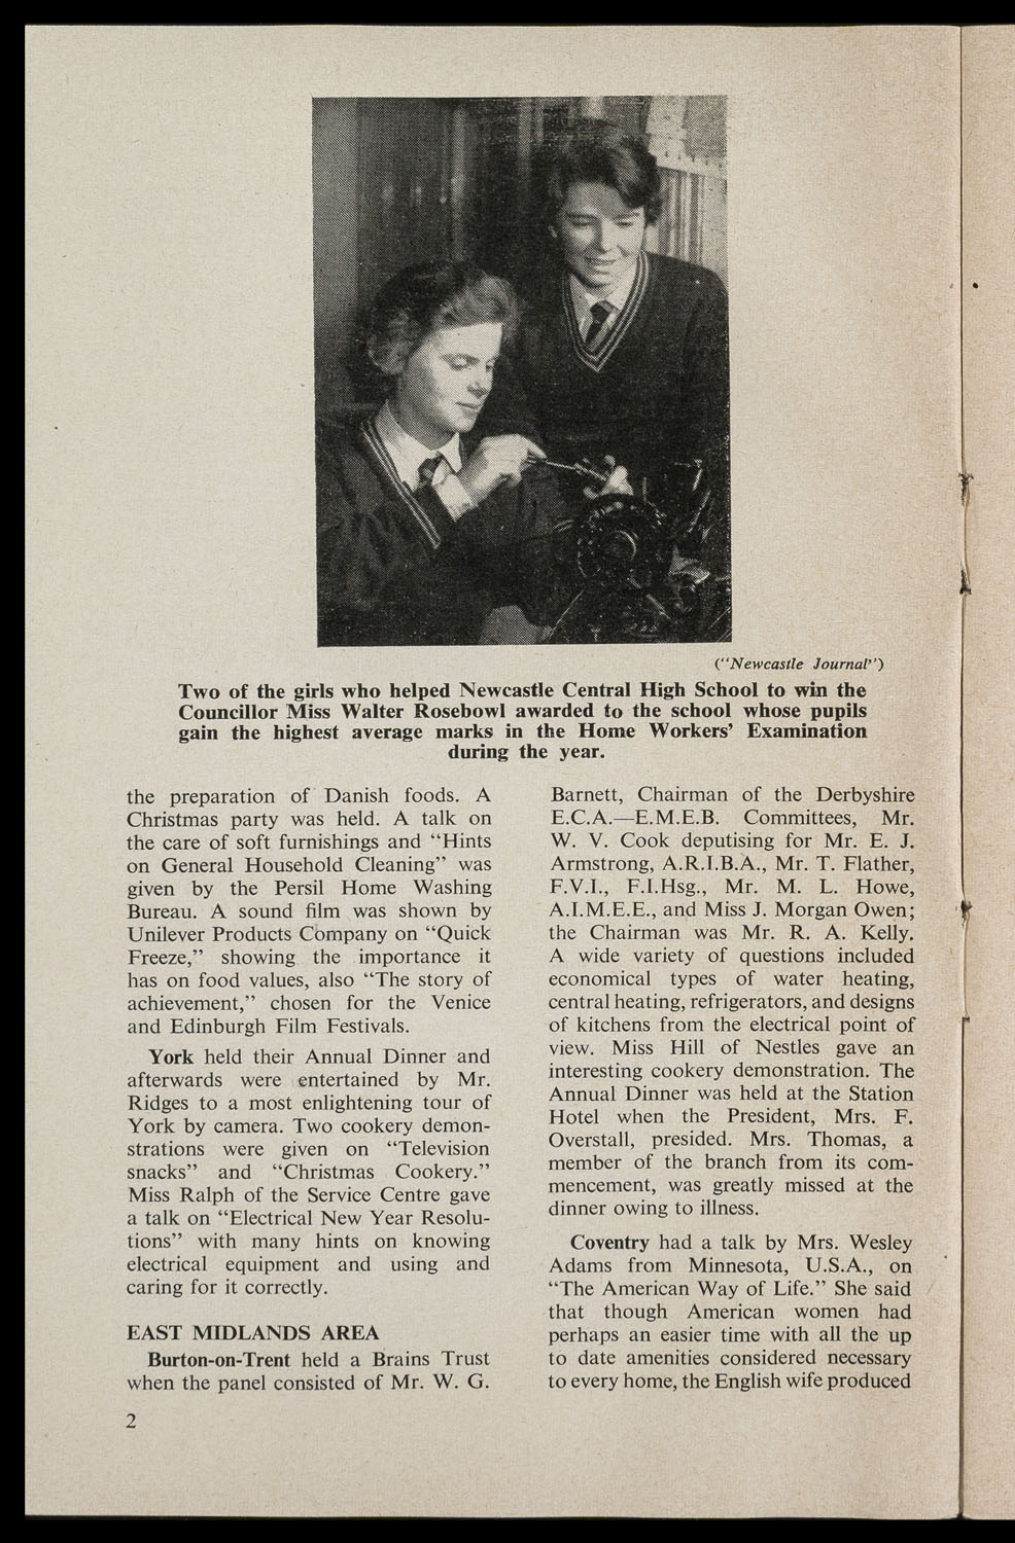 ("Newcastle Journal")
Two of the girls who helped Newcastle Central High School to win the
Councillor Miss Walter Rosebowl awarded to the school whose pupils
gain the highest average marks in the Home Workers' Examination
during the year.
the preparation of Danish foods. A
Christmas party was held. A talk on
the care of soft furnishings and "Hints
on General Household Cleaning" was
given by the Persil Home Washing
Bureau. A sound film was shown by
Unilever Products Company on "Quick
Freeze," showing the importance it
has on food values, also "The story of
achievement," chosen for the Venice
and Edinburgh Film Festivals.
York held their Annual Dinner and
afterwards were entertained by Mr.
Ridges to a most enlightening tour of
York by camera. Two cookery demon-
strations were given on "Television
snacks" and "Christmas Cookery."
Miss Ralph of the Service Centre gave
a talk on "Electrical New Year Resolu-
tions" with many hints on knowing
electrical equipment and using and
caring for it correctly.
EAST MIDLANDS AREA
Burton-on-Trent held a Brains Trust
when the panel consisted of Mr. W. G.
Barnett, Chairman of the Derbyshire
E.C.A.—E.M.E.B. Committees, Mr.
W. V. Cook deputising for Mr. E. J.
Armstrong, A.R.I.B.A., Mr. T. Flather,
F.V.I., F.I.Hsg., Mr. M. L. Howe,
A.I.M.E.E., and Miss J. Morgan Owen;
the Chairman was Mr. R. A. Kelly.
A wide variety of questions included
economical types of water heating,
central heating, refrigerators, and designs
of kitchens from the electrical point of
view. Miss Hill of Nestles gave an
interesting cookery demonstration. The
Annual Dinner was held at the Station
Hotel when the President, Mrs. F.
Overstall, presided. Mrs. Thomas, a
member of the branch from its com-
mencement, was greatly missed at the
dinner owing to illness.
Coventry had a talk by Mrs. Wesley
Adams from Minnesota, U.S.A., on
"The American Way of Life." She said
that though American women had
perhaps an easier time with all the up
to date amenities considered necessary
to every home, the English wife produced
2